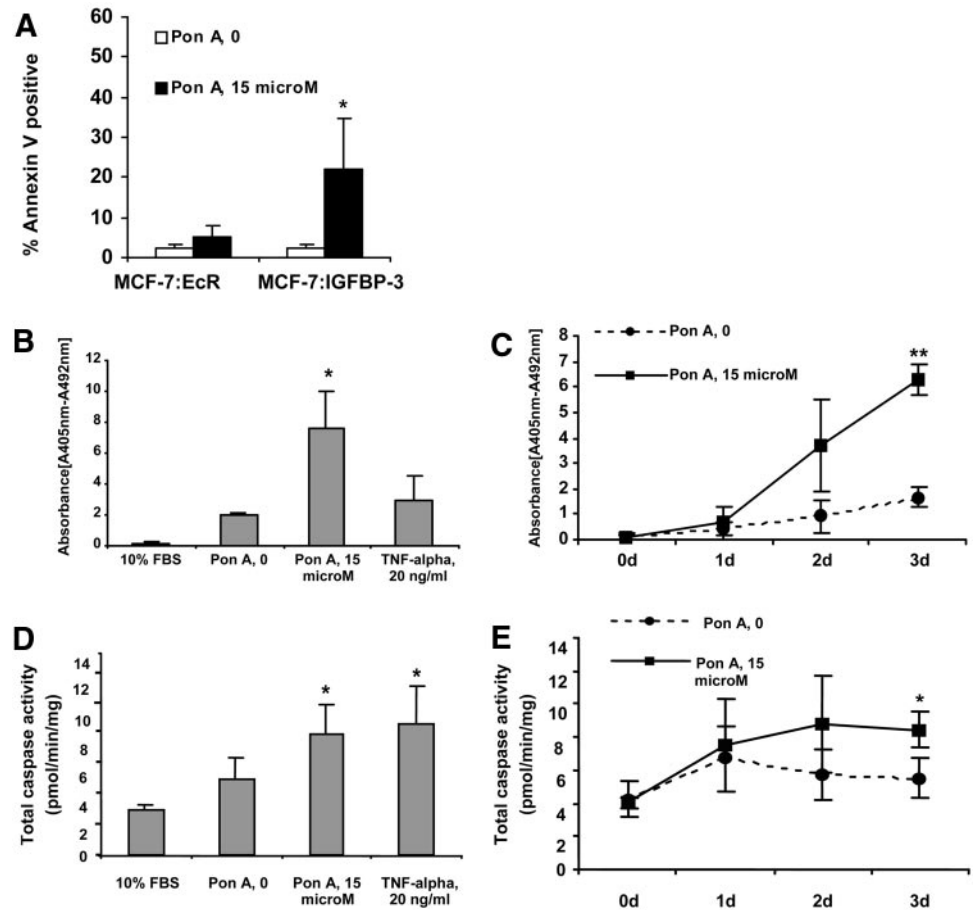 A
% Annexin V positive
60
50
40
30
20
10
0
Pon A, 0
Pon A, 15 microM
*
MCF-7:EcR MCF-7:IGFBP-3
B
Absorbance[A405nm-A492nm]
12
10
8
6
4
2
0
*
10% FBS Pon A, 0 Pon A, 15 microM TNF-alpha, 20 ng/ml
C
Absorbance[A405nm-A492nm]
8
7
6
5
4
3
2
1
0
Pon A, 0
Pon A, 15 microM
**
0d 1d 2d 3d
D
Total caspase activity
(pmol/min/mg)
14
12
10
8
6
4
2
0
* *
10% FBS Pon A, 0 Pon A, 15 microM TNF-alpha, 20 ng/ml
E
Total caspase activity
(pmol/min/mg)
14
12
10
8
6
4
2
0
Pon A, 0
Pon A, 15
microM
*
0d 1d 2d 3d